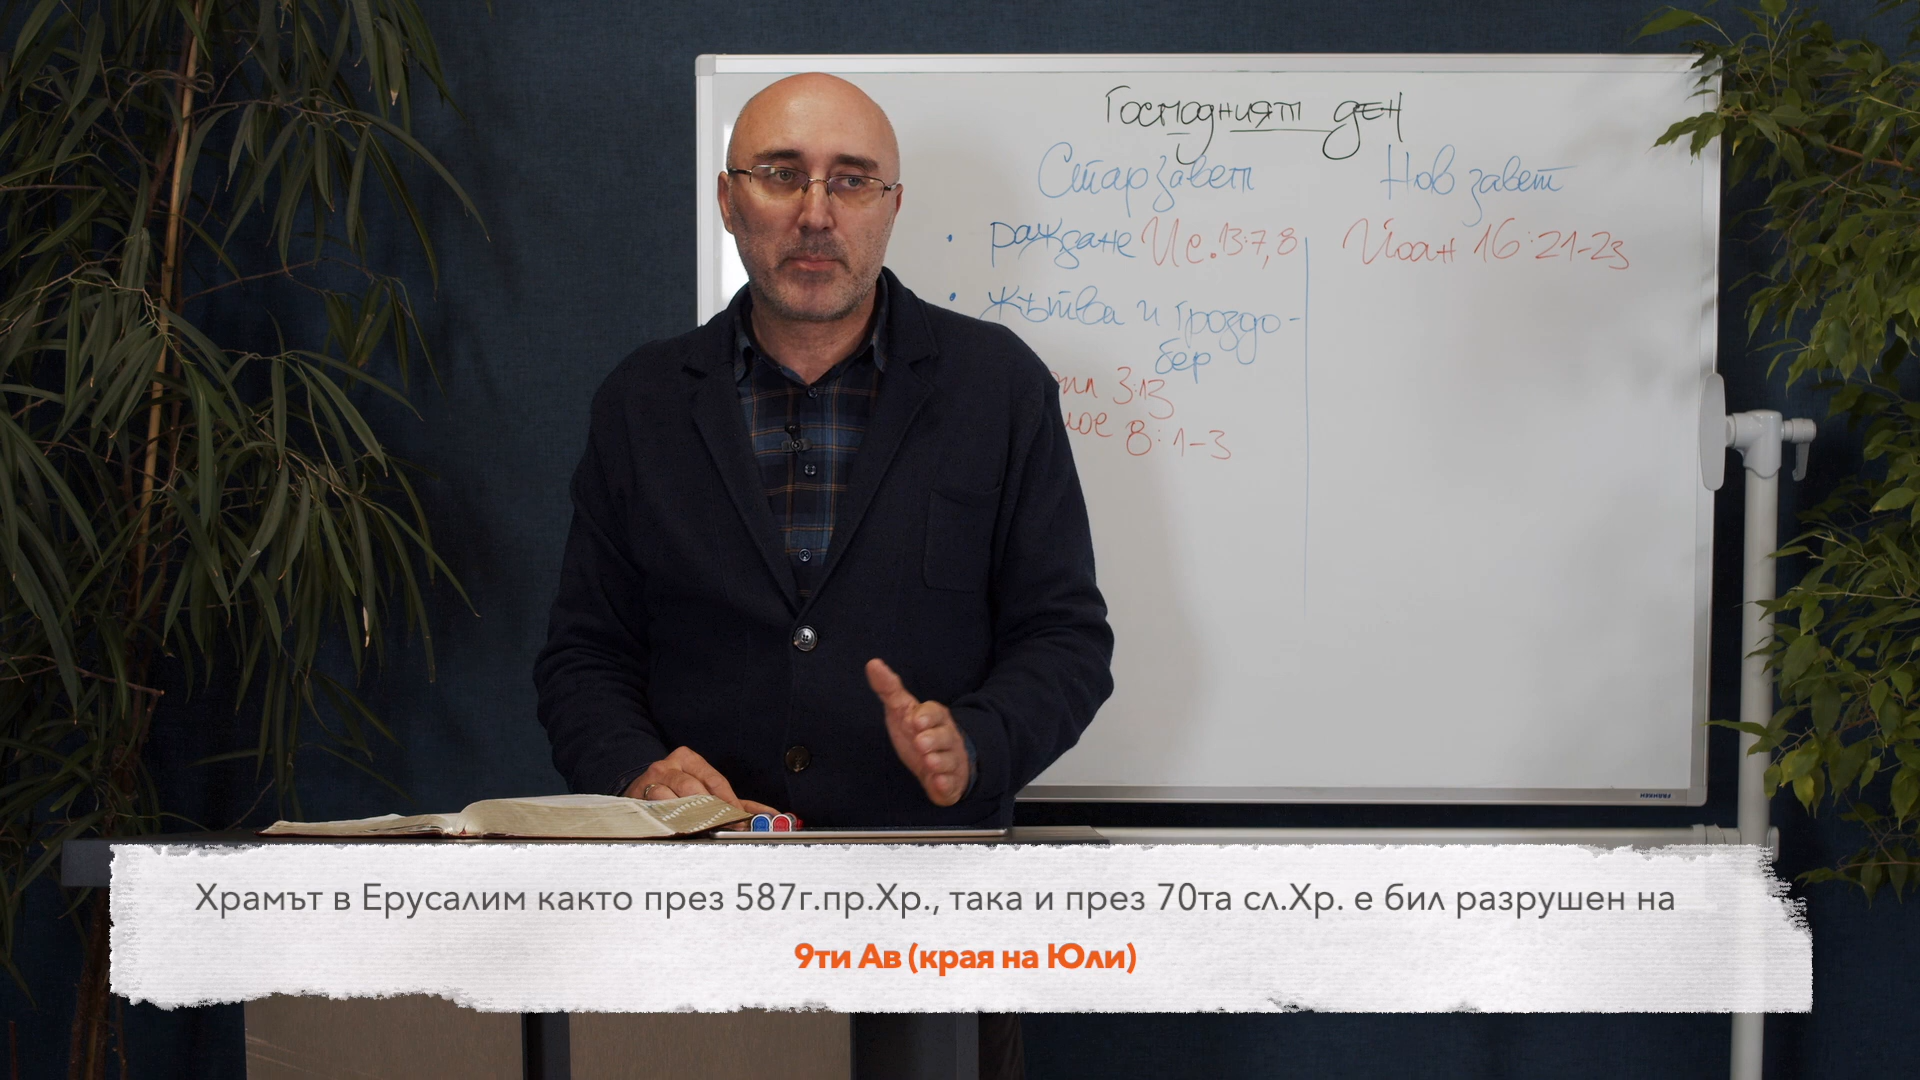 Господният ден
Стар завет
Нов завет
• раждане Ис. 13:7,8
Йоан 16:21-23
• жътва и гроздо-
бер
3:13
8:1-3
Храмът в Ерусалим както през 587г.пр.Хр., така и през 70та сл.Хр. е бил разрушен на
9ти Ав (края на Юли)